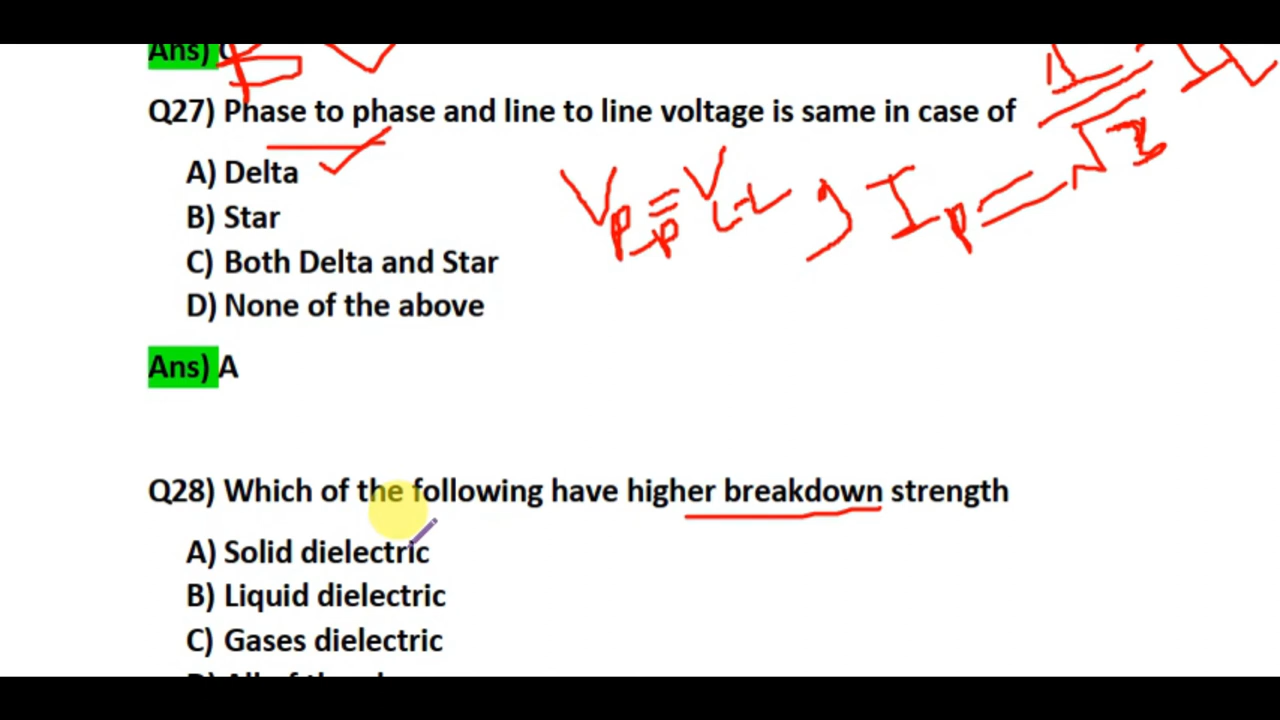 Ans) C
Q27) Phase to phase and line to line voltage is same in case of
A) Delta
B) Star
C) Both Delta and Star
D) None of the above
V P-P = V L-L , I P = √3
Ans) A
Q28) Which of the following have higher breakdown strength
A) Solid dielectric
B) Liquid dielectric
C) Gases dielectric